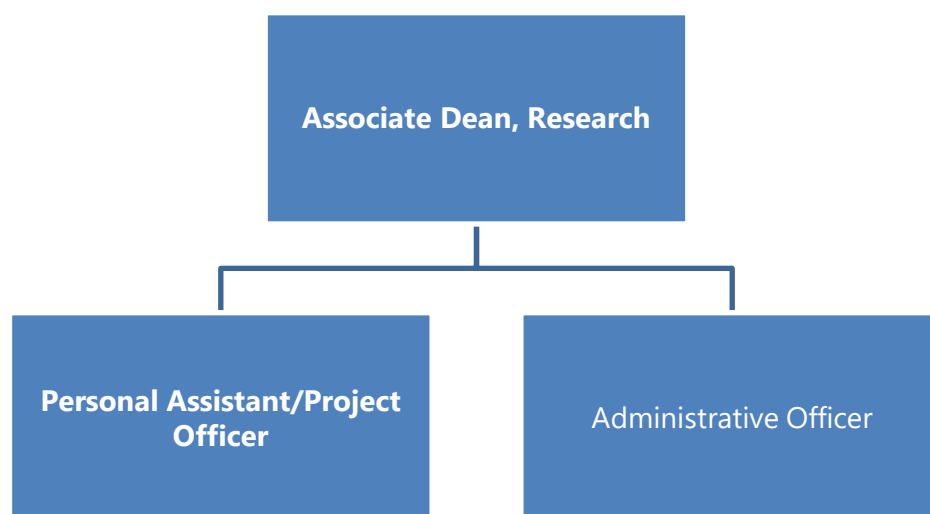 Associate Dean, Research
Personal Assistant/Project
Officer
Administrative Officer